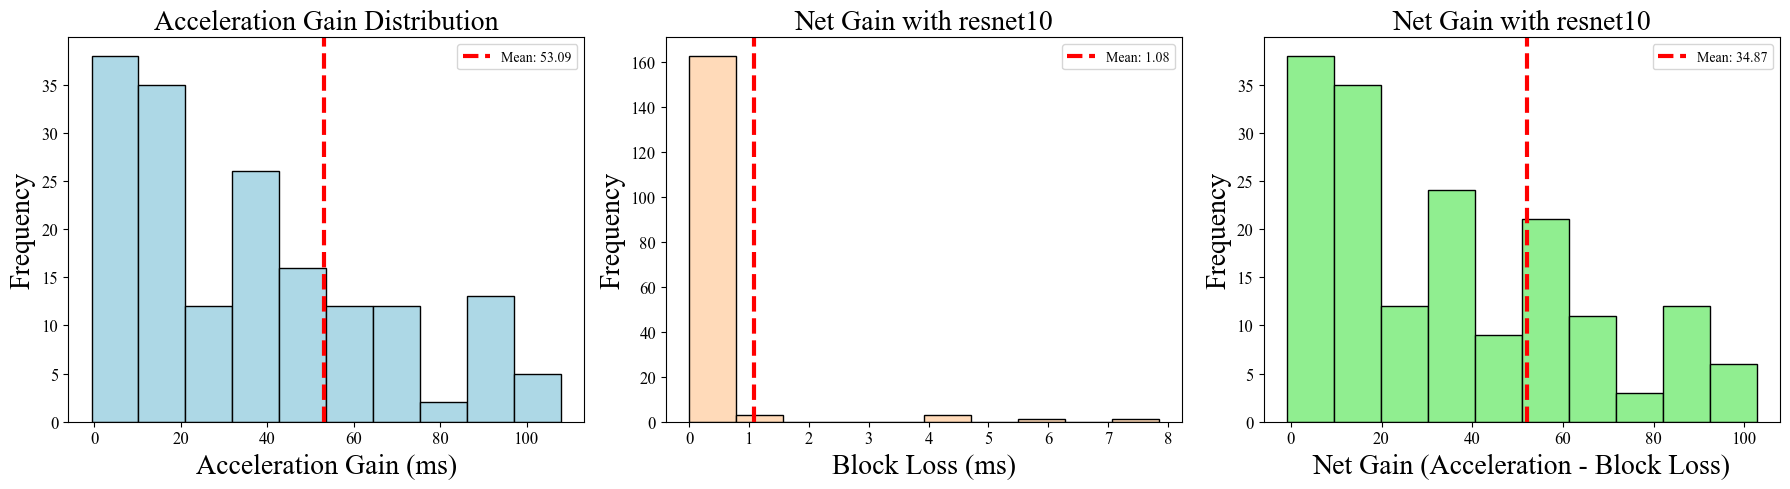 Acceleration Gain Distribution
Mean: 53.09
35
30
25
20
15
10
5
0
Frequency
0 20 40 60 80 100
Acceleration Gain (ms)
Net Gain with resnet10
Mean: 1.08
160
140
120
100
80
60
40
20
0
Frequency
0 1 2 3 4 5 6 7 8
Block Loss (ms)
Net Gain with resnet10
Mean: 34.87
35
30
25
20
15
10
5
0
Frequency
0 20 40 60 80 100
Net Gain (Acceleration - Block Loss)